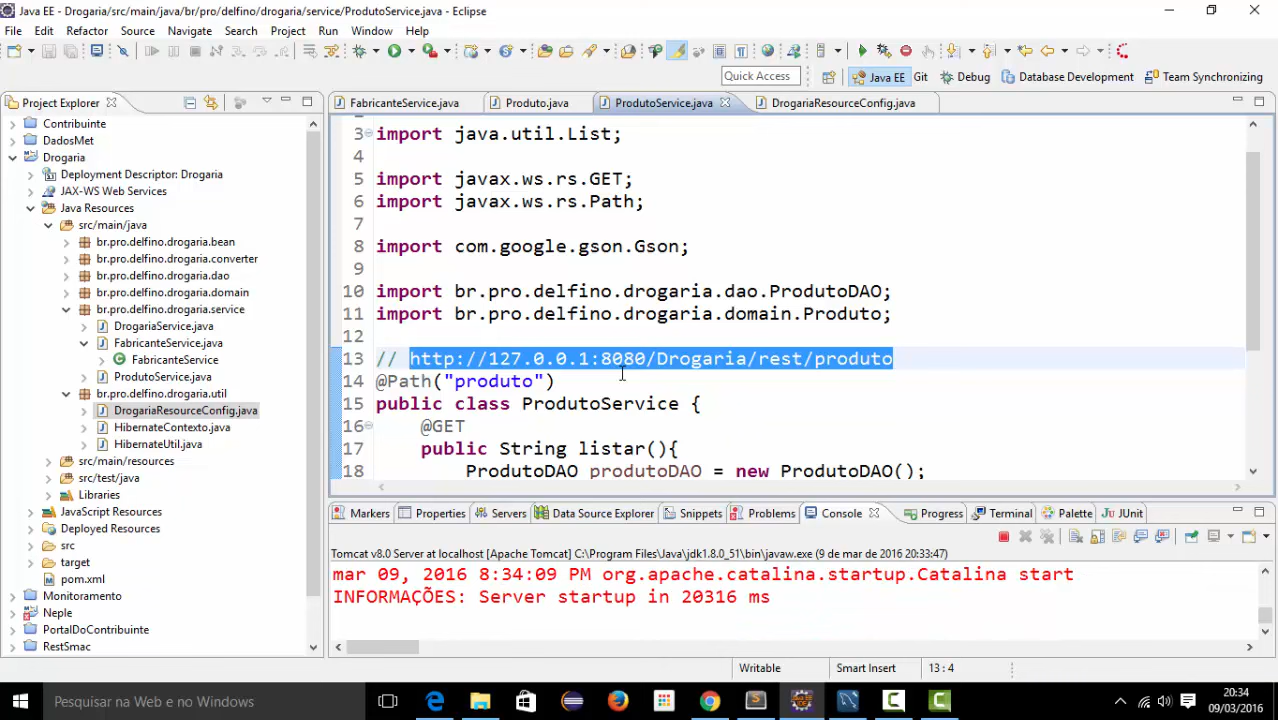 Java EE - Drogaria/src/main/java/br/pro/delfino/drogaria/service/ProdutoService.java - Eclipse
File Edit Refactor Source Navigate Search Project Run Window Help
Quick Access
Java EE
Git
Debug
Database Development
Team Synchronizing
Project Explorer
FabricanteService.java
Produto.java
ProdutoService.java
DrogariaResourceConfig.java
Contribuinte
DadosMet
Drogaria
Deployment Descriptor: Drogaria
JAX-WS Web Services
Java Resources
src/main/java
br.pro.delfino.drogaria.bean
br.pro.delfino.drogaria.converter
br.pro.delfino.drogaria.dao
br.pro.delfino.drogaria.domain
br.pro.delfino.drogaria.service
DrogariaService.java
FabricanteService.java
FabricanteService
ProdutoService.java
br.pro.delfino.drogaria.util
DrogariaResourceConfig.java
HibernateContexto.java
HibernateUtil.java
src/main/resources
src/test/java
Libraries
JavaScript Resources
Deployed Resources
src
target
pom.xml
Monitoramento
Neple
PortalDoContribuinte
RestSmac
3 import java.util.List;
4
5 import javax.ws.rs.GET;
6 import javax.ws.rs.Path;
7
8 import com.google.gson.Gson;
9
10 import br.pro.delfino.drogaria.dao.ProdutoDAO;
11 import br.pro.delfino.drogaria.domain.Produto;
12
13 // http://127.0.0.1:8080/Drogaria/rest/produto
14 @Path("produto")
15 public class ProdutoService {
16 @GET
17 public String listar(){
18 ProdutoDAO produtoDAO = new ProdutoDAO();
Markers Properties Servers Data Source Explorer Snippets Problems Console Progress Terminal Palette JUnit
Tomcat v8.0 Server at localhost [Apache Tomcat] C:\Program Files\Java\jdk1.8.0_51\bin\javaw.exe (9 de mar de 2016 20:33:47)
mar 09, 2016 8:34:09 PM org.apache.catalina.startup.Catalina start
INFORMAÇÕES: Server startup in 20316 ms
Writable
Smart Insert
13 : 4
Pesquisar na Web e no Windows
20:34
09/03/2016